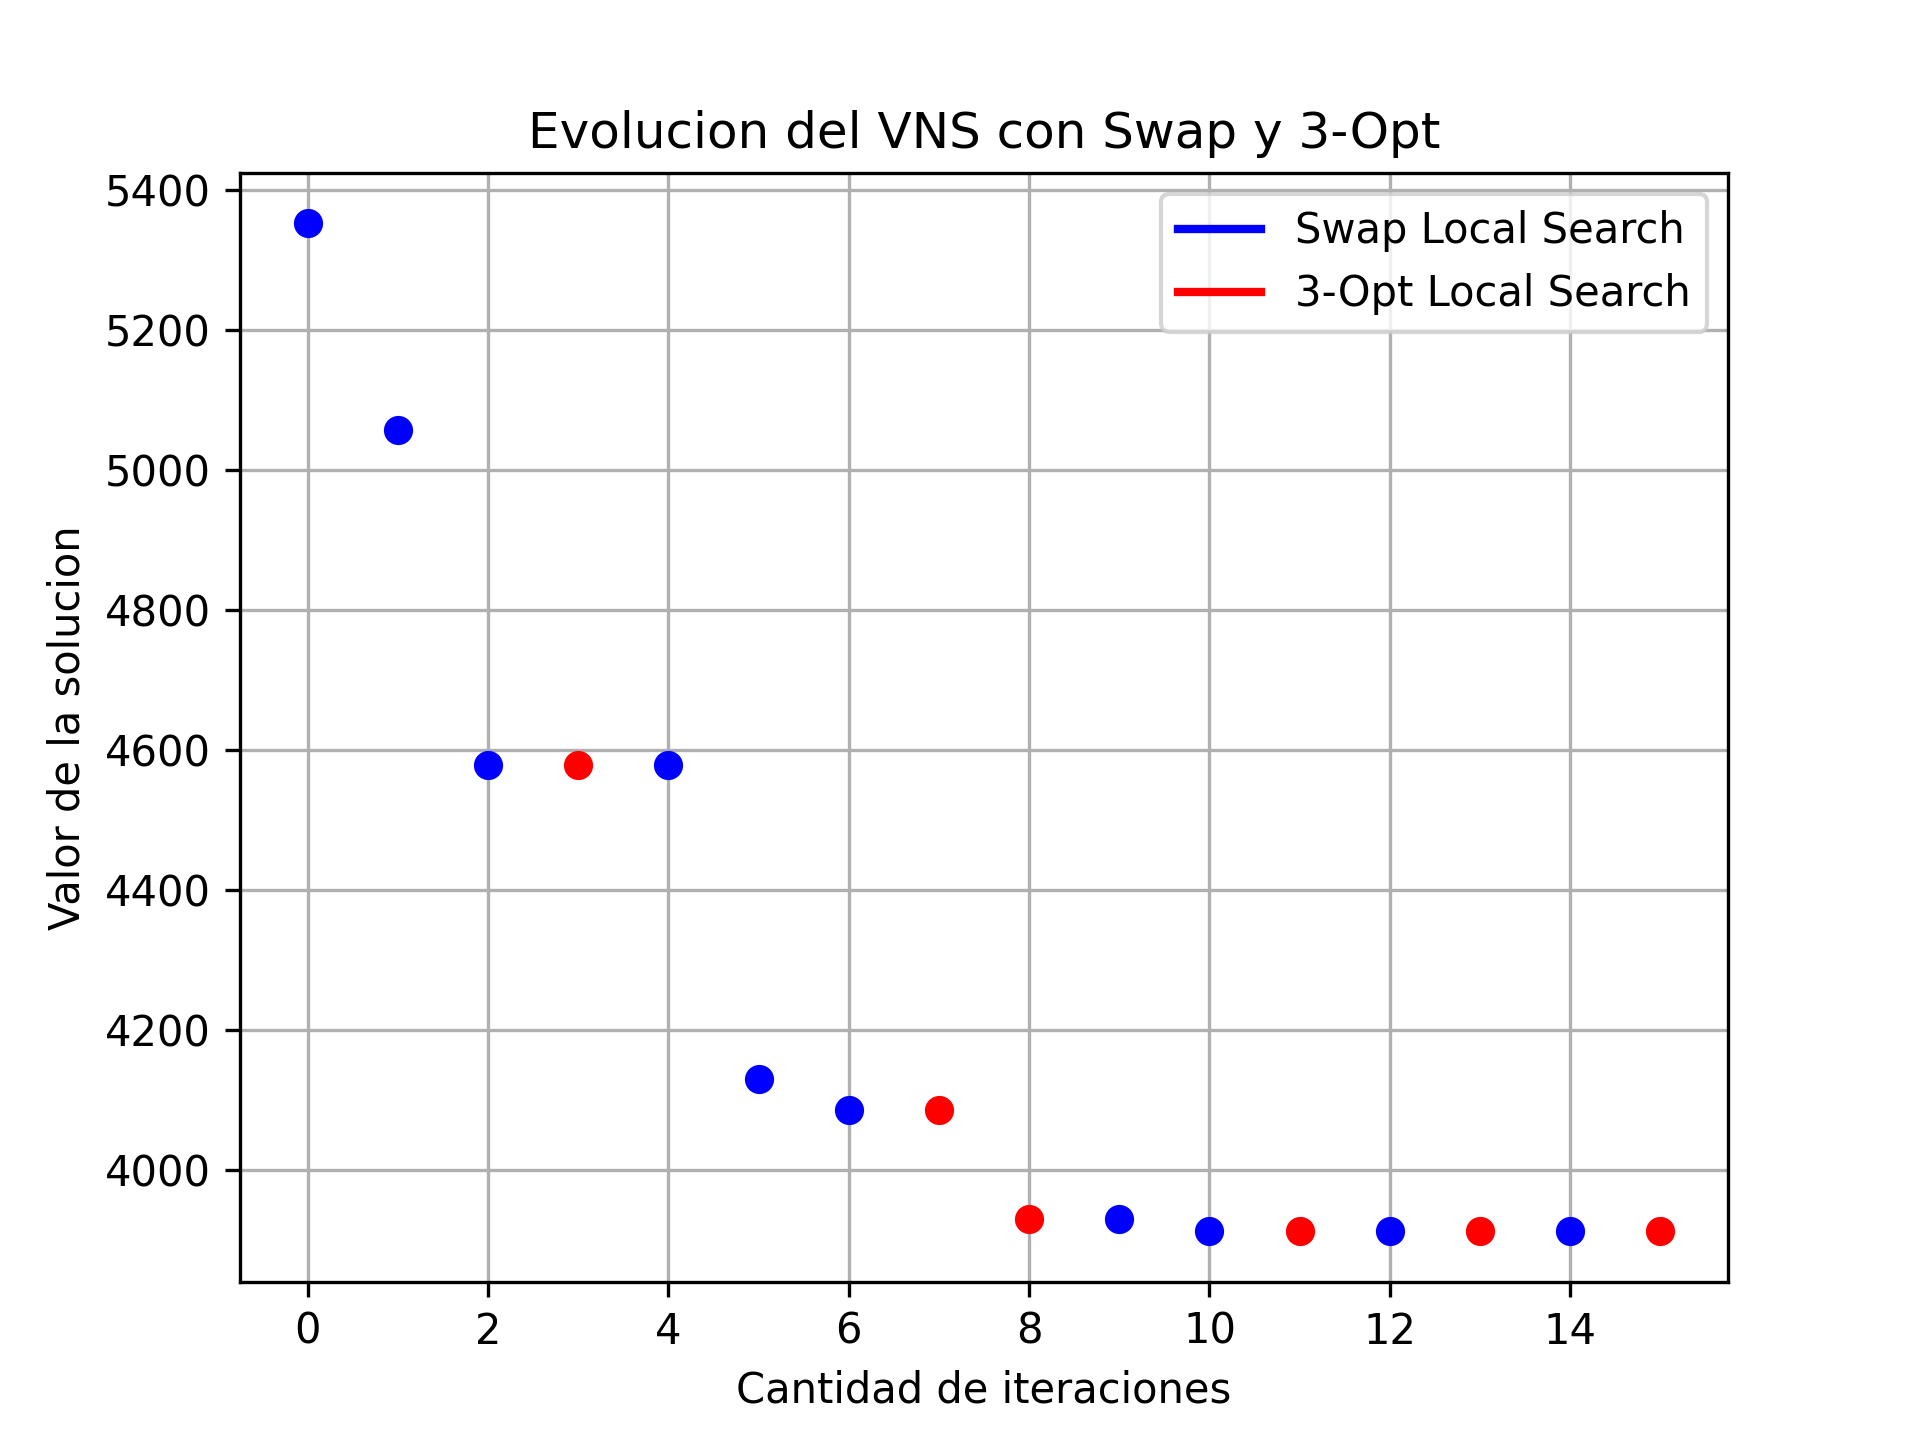 Evolucion del VNS con Swap y 3-Opt
Swap Local Search
3-Opt Local Search
Valor de la solucion
5400
5200
5000
4800
4600
4400
4200
4000
0 2 4 6 8 10 12 14
Cantidad de iteraciones